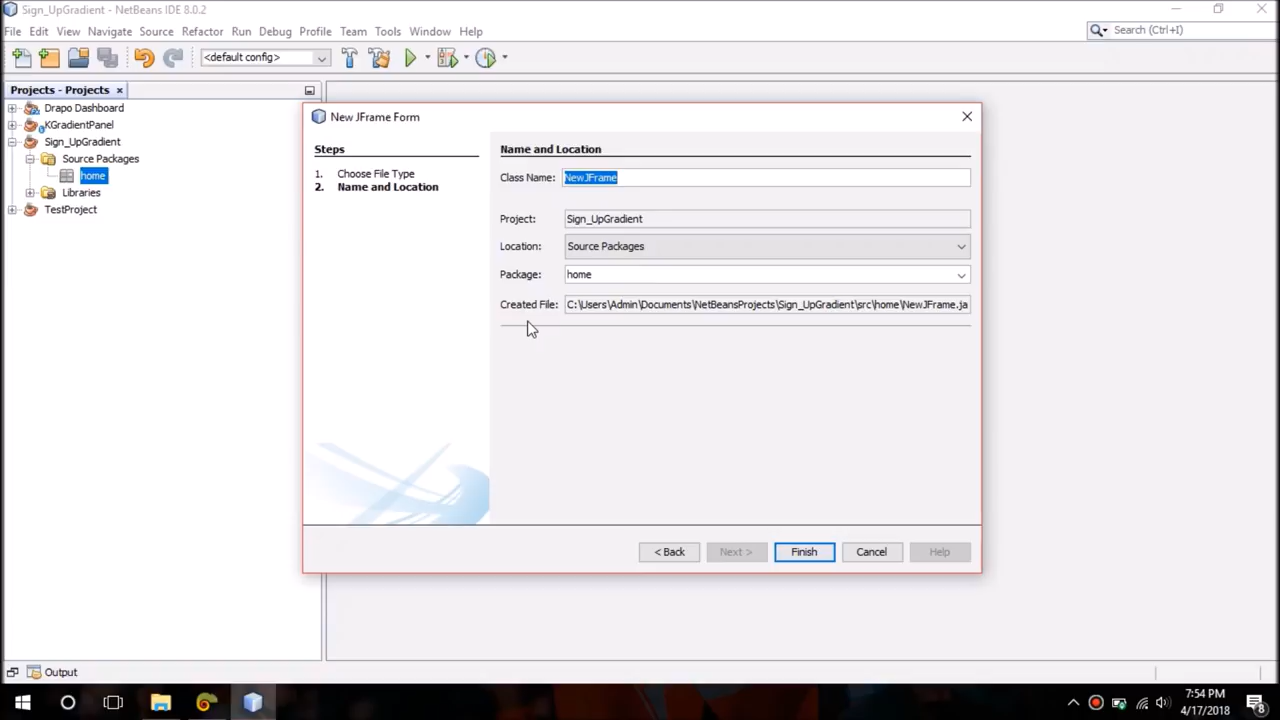 Sign_UpGradient - NetBeans IDE 8.0.2
File Edit View Navigate Source Refactor Run Debug Profile Team Tools Window Help
Search (Ctrl+I)
<default config>
Projects - Projects
Drapo Dashboard
KGradientPanel
Sign_UpGradient
Source Packages
home
Libraries
TestProject
New JFrame Form
Steps
1. Choose File Type
2. Name and Location
Name and Location
Class Name: NewJFrame
Project: Sign_UpGradient
Location: Source Packages
Package: home
Created File: C:\Users\Admin\Documents\NetBeansProjects\Sign_UpGradient\src\home\NewJFrame.ja
< Back Next > Finish Cancel Help
Output
7:54 PM
4/17/2018
8